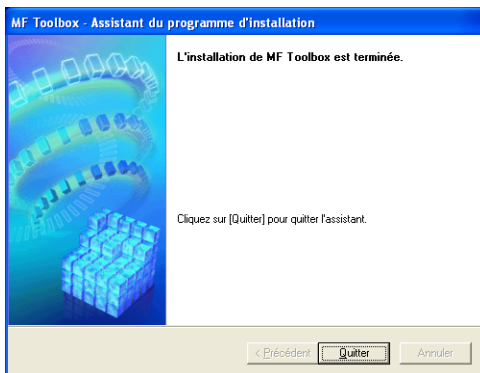 MF Toolbox - Assistant du programme d'installation
L'installation de MF Toolbox est terminée.
Cliquez sur [Quitter] pour quitter l'assistant.
< Précédent Quitter Annuler